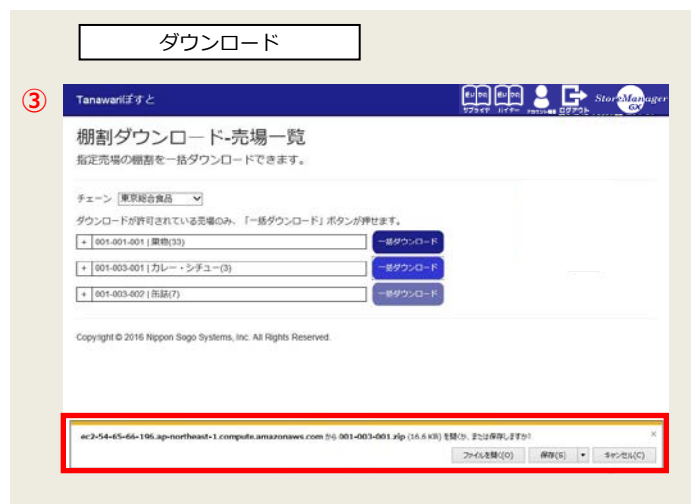 ダウンロード
③
Tanawariぽすと
サプライヤ バイヤー アカウント情報 ログアウト StoreManager GX
棚割ダウンロード-売場一覧
指定売場の棚割を一括ダウンロードできます。
チェーン 東京総合食品
ダウンロードが許可されている売場のみ、「一括ダウンロード」ボタンが押せます。
+ 001-001-001 | 菓物(33) 一括ダウンロード
+ 001-003-001 | カレー・シチュー(3) 一括ダウンロード
+ 001-003-002 | 缶詰(7) 一括ダウンロード
Copyright © 2016 Nippon Sogo Systems, Inc. All Rights Reserved.
ec2-54-65-66-196.ap-northeast-1.compute.amazonaws.com から 001-003-001.zip (16.6 KB) を開くか、または保存しますか? ×
ファイルを開く(O) 保存(S) ▼ キャンセル(C)